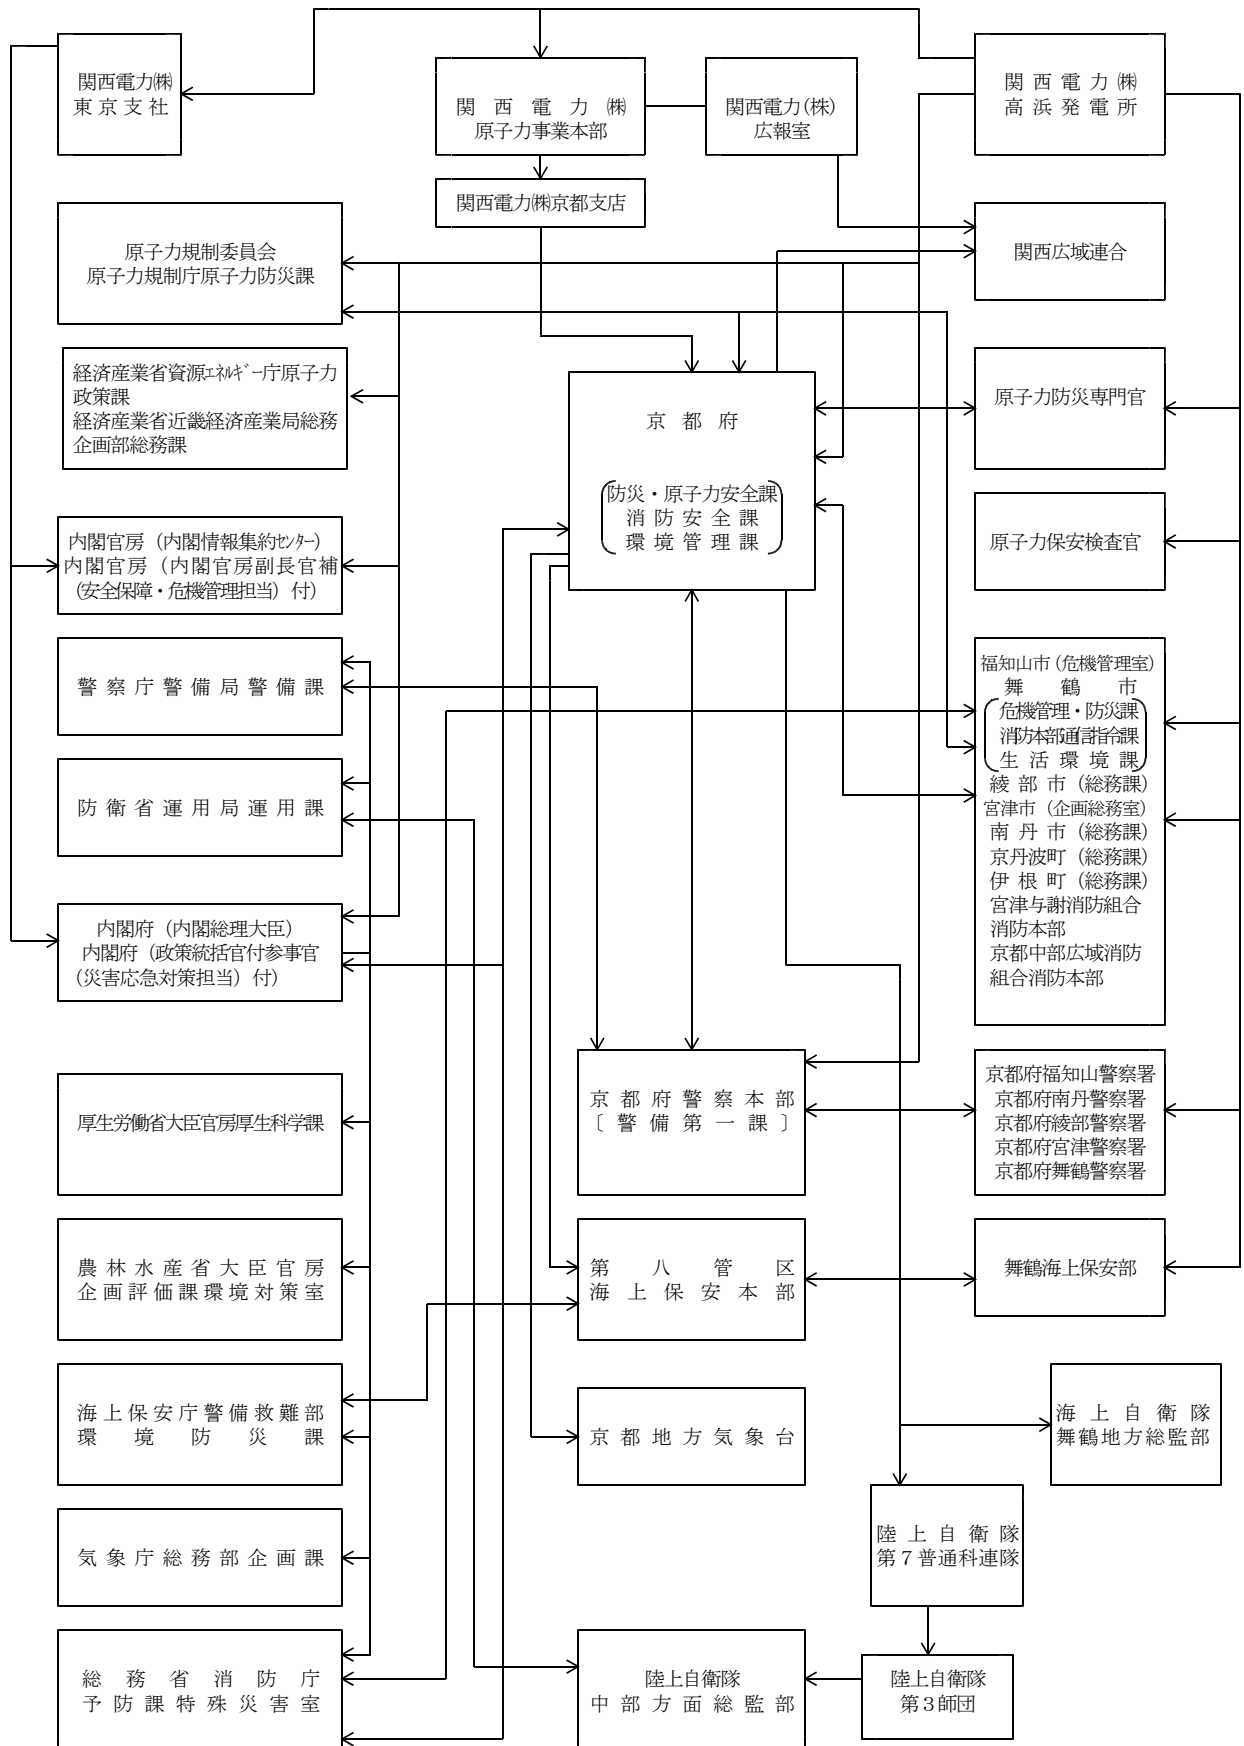 関西電力㈱
東京支社
関西電力㈱
原子力事業本部
関西電力(株)
広報室
関西電力㈱
高浜発電所
関西電力㈱京都支店
原子力規制委員会
原子力規制庁原子力防災課
関西広域連合
経済産業省資源ｴﾈﾙｷﾞｰ庁原子力
政策課
経済産業省近畿経済産業局総務
企画部総務課
京都府
防災・原子力安全課
消防安全課
環境管理課
原子力防災専門官
内閣官房（内閣情報集約ｾﾝﾀｰ）
内閣官房（内閣官房副長官補
（安全保障・危機管理担当）付）
原子力保安検査官
警察庁警備局警備課
福知山市(危機管理室)
舞鶴市
危機管理・防災課
消防本部通信指令課
生活環境課
綾部市(総務課)
宮津市(企画総務室)
南丹市(総務課)
京丹波町(総務課)
伊根町(総務課)
宮津与謝消防組合
消防本部
京都中部広域消防
組合消防本部
防衛省運用局運用課
内閣府（内閣総理大臣）
内閣府（政策統括官付参事官
（災害応急対策担当）付）
厚生労働省大臣官房厚生科学課
京都府警察本部
〔警備第一課〕
京都府福知山警察署
京都府南丹警察署
京都府綾部警察署
京都府宮津警察署
京都府舞鶴警察署
農林水産省大臣官房
企画評価課環境対策室
第八管区
海上保安本部
舞鶴海上保安部
海上保安庁警備救難部
環境防災課
京都地方気象台
海上自衛隊
舞鶴地方総監部
気象庁総務部企画課
陸上自衛隊
第７普通科連隊
総務省消防庁
予防課特殊災害室
陸上自衛隊
中部方面総監部
陸上自衛隊
第３師団